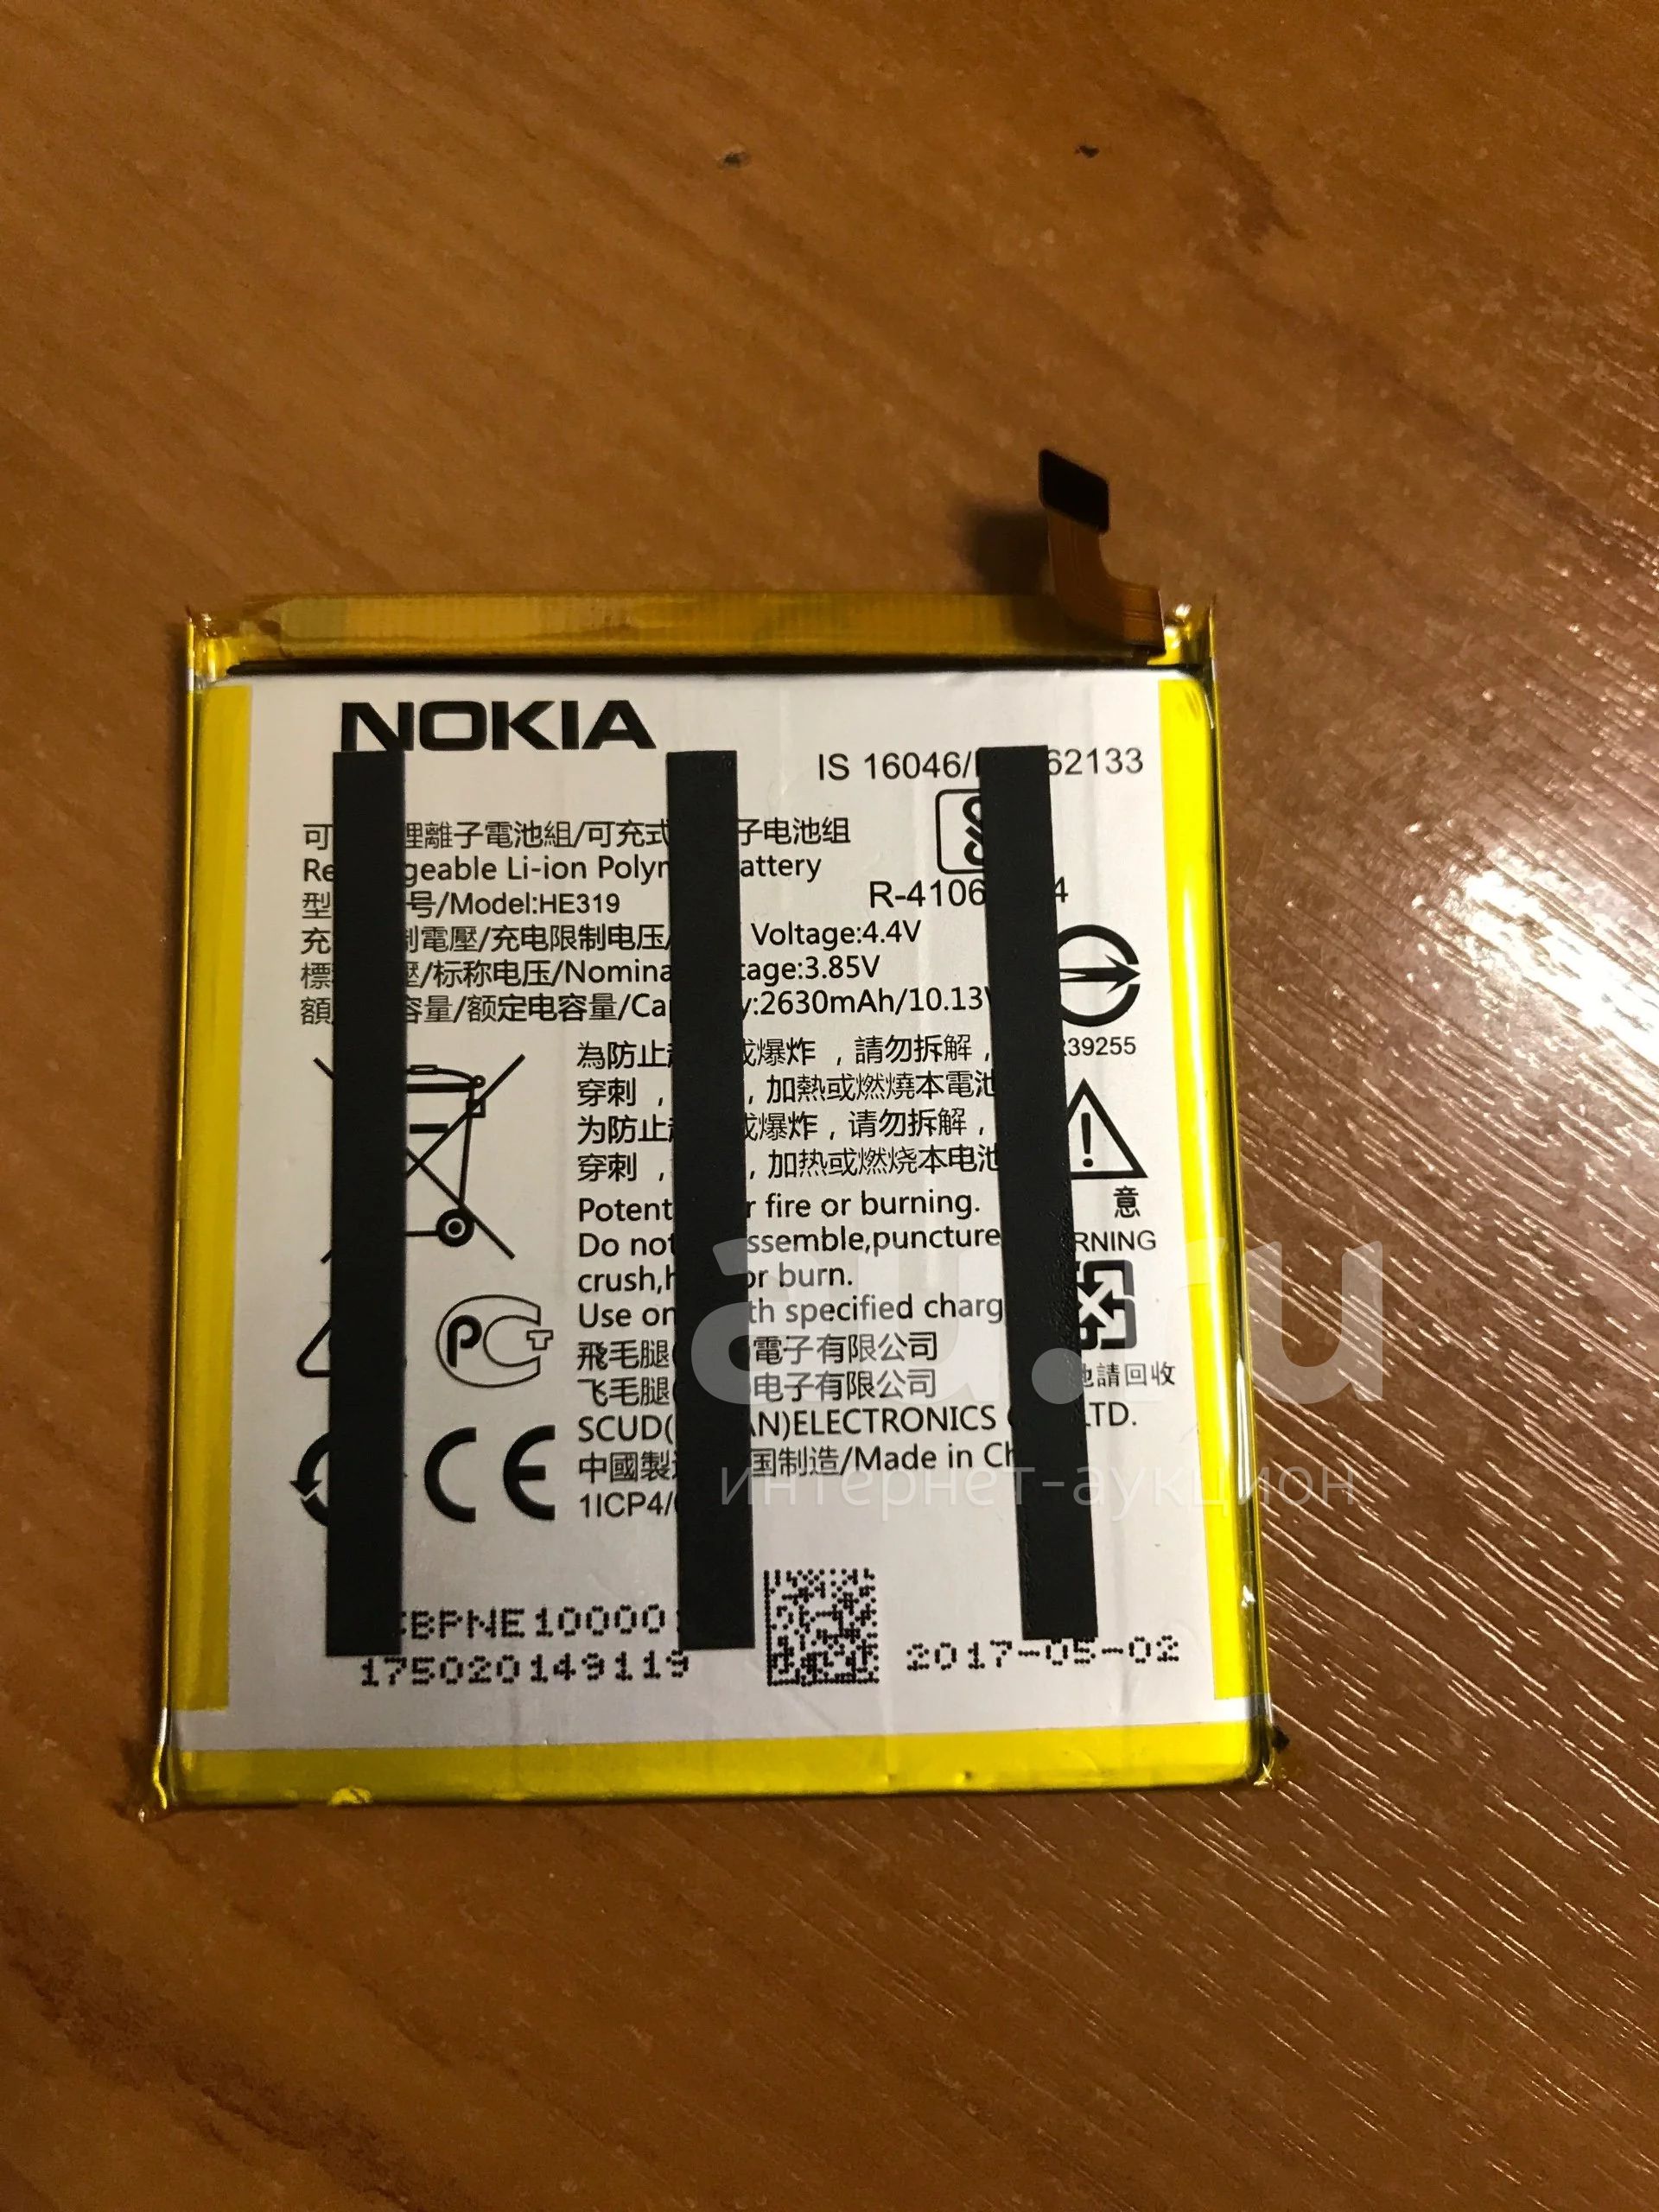 NOKIA
IS 16046/ 62133
可 鋰離子電池組/可充式 子电池组
Re geable Li-ion Polym attery
型 号/Model:HE319
R-4106 4
充 制電壓/充电限制电压/ Voltage:4.4V
標 壓/标称电压/Nomina tage:3.85V
額 容量/额定电容量/Ca y:2630mAh/10.13
為防止 或爆炸，請勿拆解，
39255
穿刺， ，加熱或燃燒本電池
为防止 或爆炸，请勿拆解，
穿刺， ，加热或燃烧本电池
意
Potent r fire or burning.
Do not ssemble,puncture
RNING
crush,h or burn.
Use on th specified charg
飛毛腿( 電子有限公司
池請回收
飞毛腿( 电子有限公司
SCUD( AN)ELECTRONICS LTD.
中國製 国制造/Made in Ch
1ICP4/
PCT
CE
BPNE10000
175020149119
2017-05-02
au.ru
интернет-аукцион